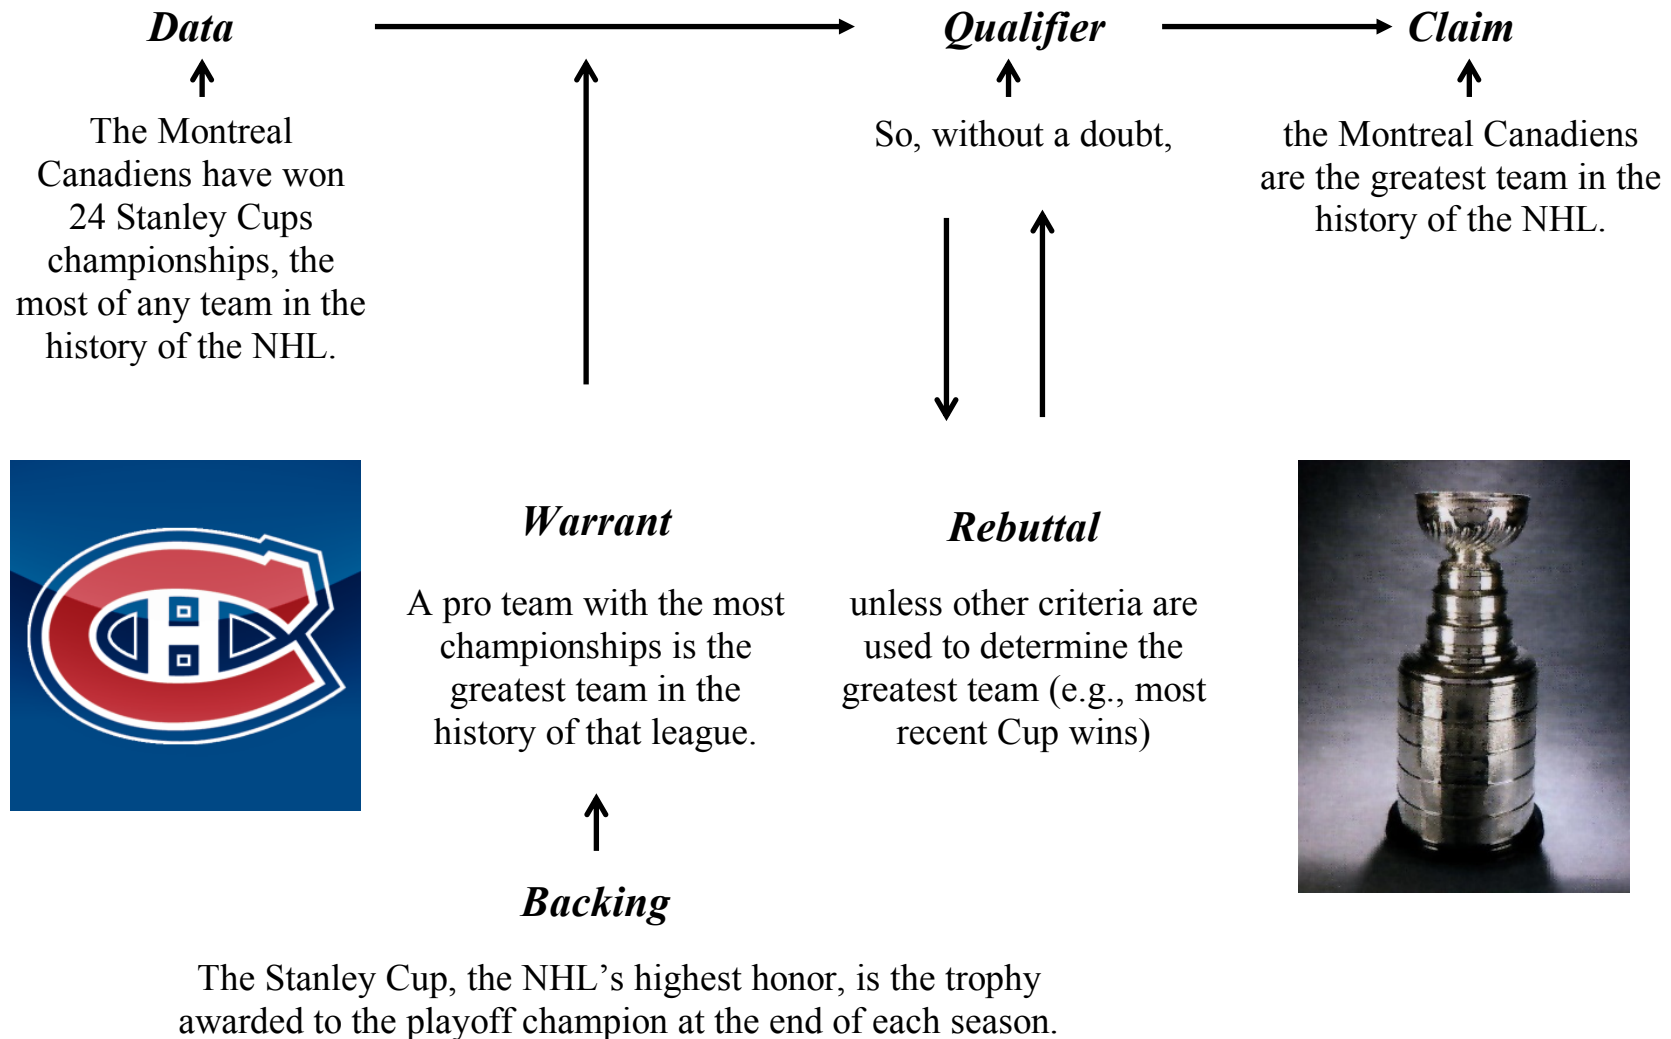 Data
Qualifier
Claim
The Montreal
Canadiens have won
24 Stanley Cups
championships, the
most of any team in the
history of the NHL.
So, without a doubt,
the Montreal Canadiens
are the greatest team in the
history of the NHL.
Warrant
A pro team with the most
championships is the
greatest team in the
history of that league.
Rebuttal
unless other criteria are
used to determine the
greatest team (e.g., most
recent Cup wins)
Backing
The Stanley Cup, the NHL’s highest honor, is the trophy
awarded to the playoff champion at the end of each season.